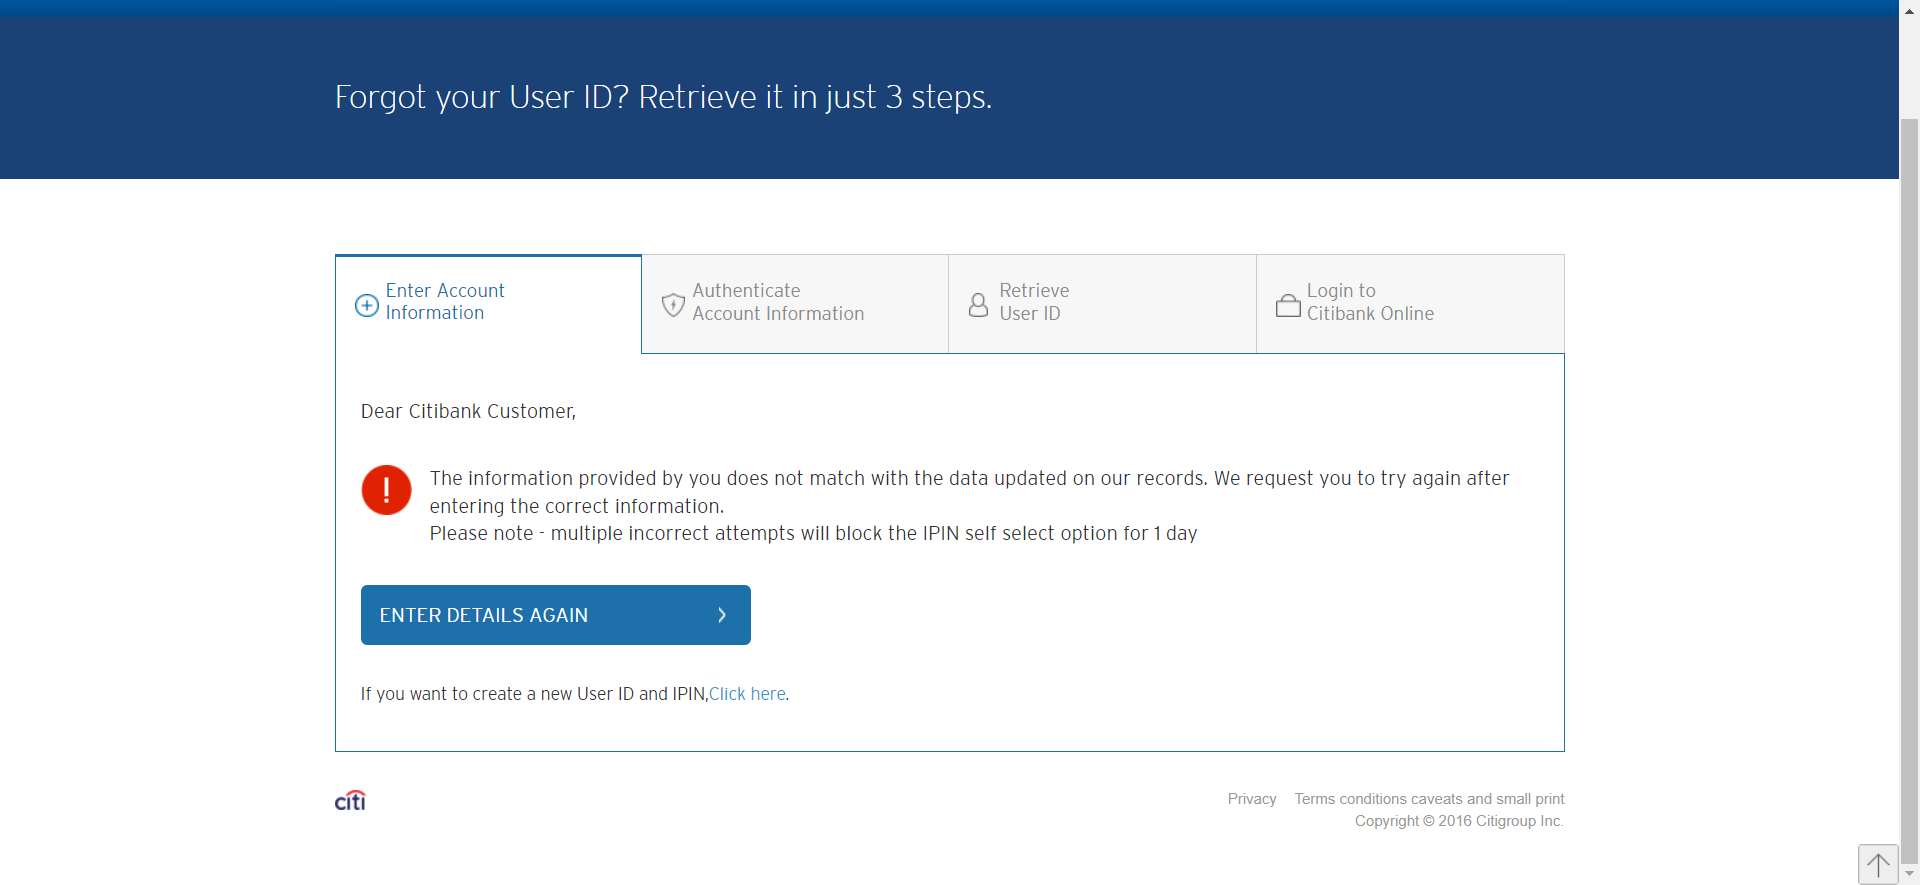 Forgot your User ID? Retrieve it in just 3 steps.
Enter Account
Information
Authenticate
Account Information
Retrieve
User ID
Login to
Citibank Online
Dear Citibank Customer,
!
The information provided by you does not match with the data updated on our records. We request you to try again after
entering the correct information.
Please note - multiple incorrect attempts will block the IPIN self select option for 1 day
ENTER DETAILS AGAIN
If you want to create a new User ID and IPIN,Click here.
citi
Privacy Terms conditions caveats and small print
Copyright © 2016 Citigroup Inc.